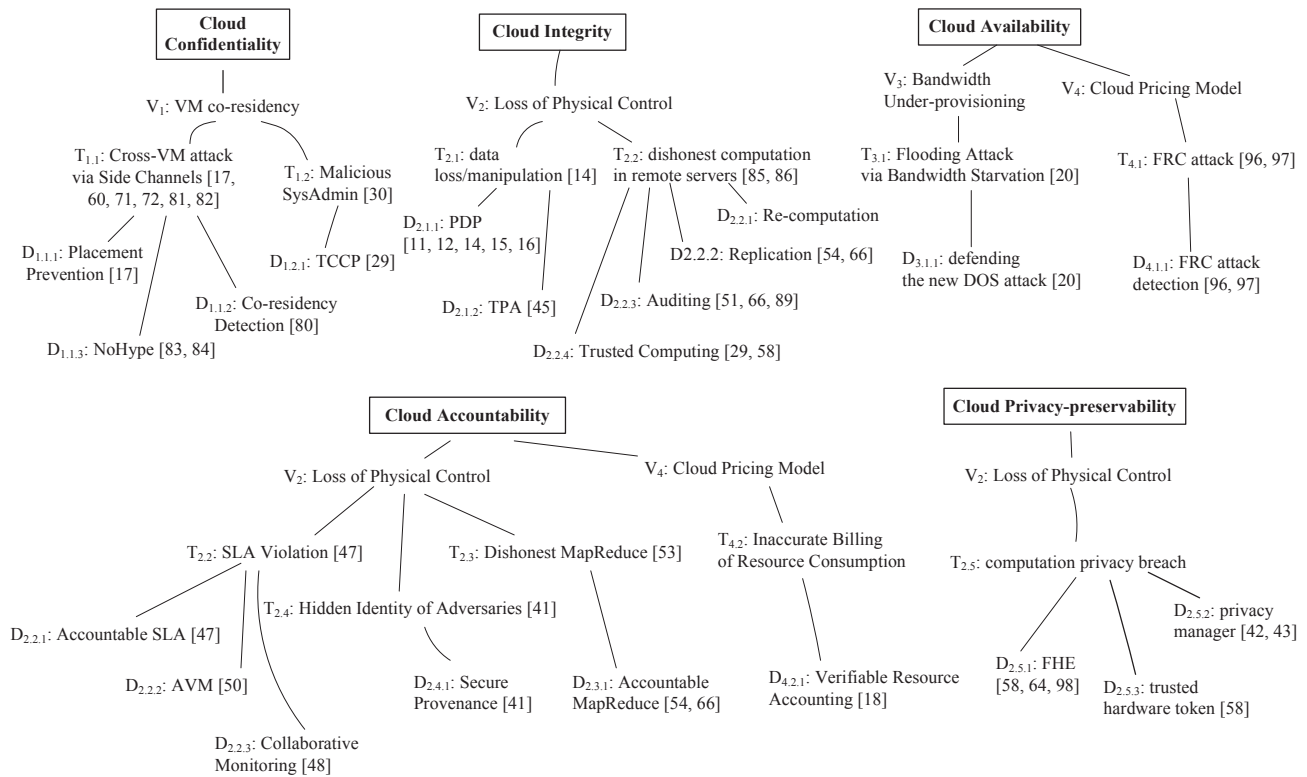 Cloud
Confidentiality
V1: VM co-residency
T1.1: Cross-VM attack
via Side Channels [17,
60, 71, 72, 81, 82]
T1.2: Malicious
SysAdmin [30]
D1.1.1: Placement
Prevention [17]
D1.2.1: TCCP [29]
D1.1.2: Co-residency
Detection [80]
D1.1.3: NoHype [83, 84]
Cloud Integrity
V2: Loss of Physical Control
T2.1: data
loss/manipulation [14]
T2.2: dishonest computation
in remote servers [85, 86]
D2.1.1: PDP
[11, 12, 14, 15, 16]
D2.2.1: Re-computation
D2.2.2: Replication [54, 66]
D2.1.2: TPA [45]
D2.2.3: Auditing [51, 66, 89]
D2.2.4: Trusted Computing [29, 58]
Cloud Availability
V3: Bandwidth
Under-provisioning
V4: Cloud Pricing Model
T3.1: Flooding Attack
via Bandwidth Starvation [20]
T4.1: FRC attack [96, 97]
D3.1.1: defending
the new DOS attack [20]
D4.1.1: FRC attack
detection [96, 97]
Cloud Accountability
V2: Loss of Physical Control
V4: Cloud Pricing Model
T2.2: SLA Violation [47]
T2.3: Dishonest MapReduce [53]
T4.2: Inaccurate Billing
of Resource Consumption
T2.4: Hidden Identity of Adversaries [41]
D2.2.1: Accountable SLA [47]
D2.2.2: AVM [50]
D2.4.1: Secure
Provenance [41]
D2.3.1: Accountable
MapReduce [54, 66]
D4.2.1: Verifiable Resource
Accounting [18]
D2.2.3: Collaborative
Monitoring [48]
Cloud Privacy-preservability
V2: Loss of Physical Control
T2.5: computation privacy breach
D2.5.2: privacy
manager [42, 43]
D2.5.1: FHE
[58, 64, 98]
D2.5.3: trusted
hardware token [58]